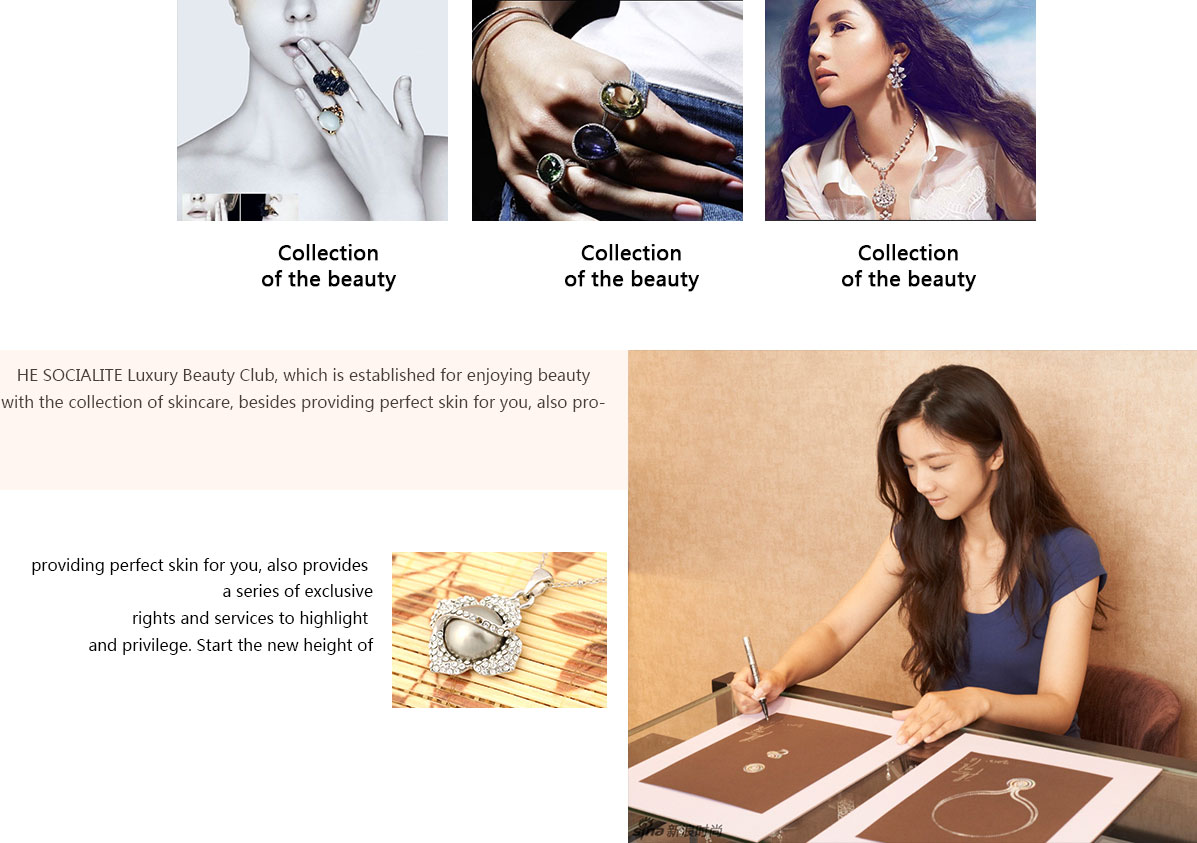 Collection
of the beauty
Collection
of the beauty
Collection
of the beauty
HE SOCIALITE Luxury Beauty Club, which is established for enjoying beauty
with the collection of skincare, besides providing perfect skin for you, also pro-
providing perfect skin for you, also provides
a series of exclusive
rights and services to highlight
and privilege. Start the new height of
sina 新浪时尚